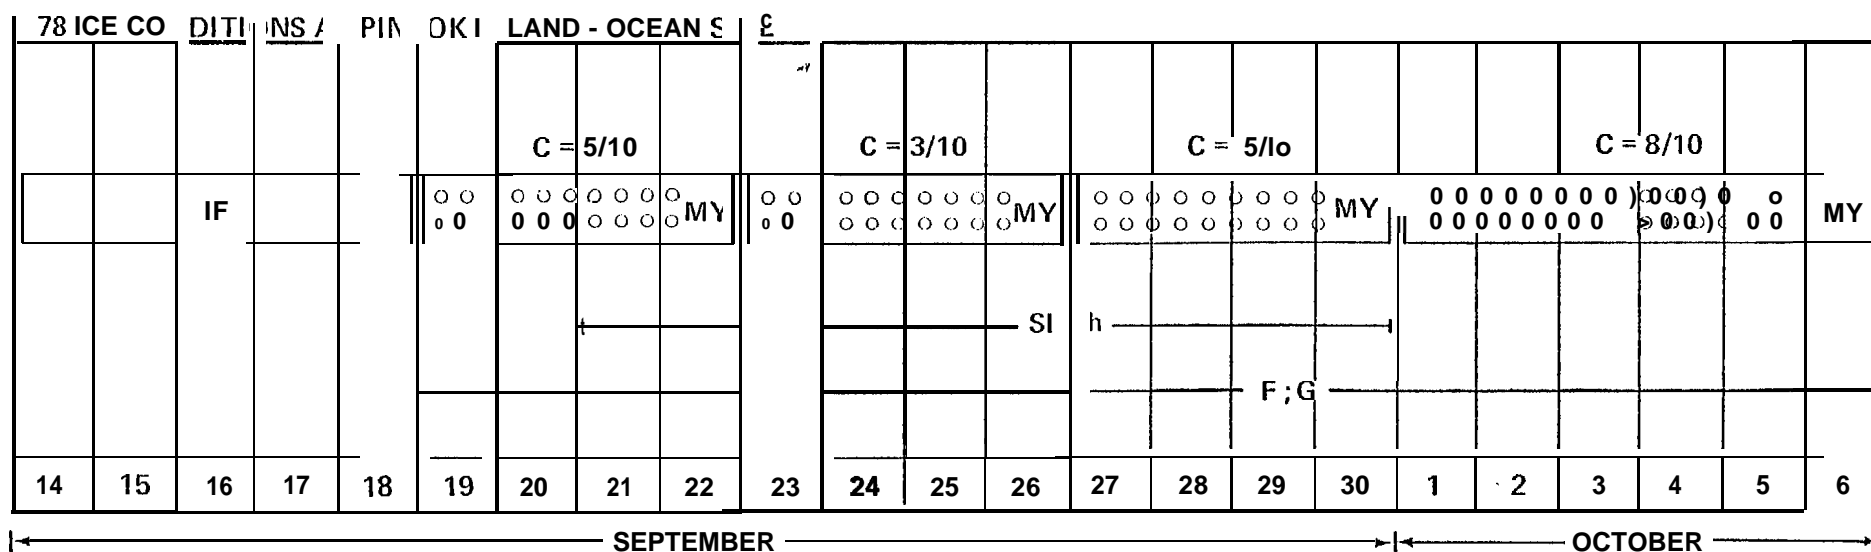 78 ICE CO DITI NS A PIN OKI LAND - OCEAN S
C = 5/10 C = 3/10 C = 5/lo C = 8/10
IF MY MY MY MY
SI h
F ; G
14 15 16 17 18 19 20 21 22 23 24 25 26 27 28 29 30 1 2 3 4 5 6
SEPTEMBER OCTOBER